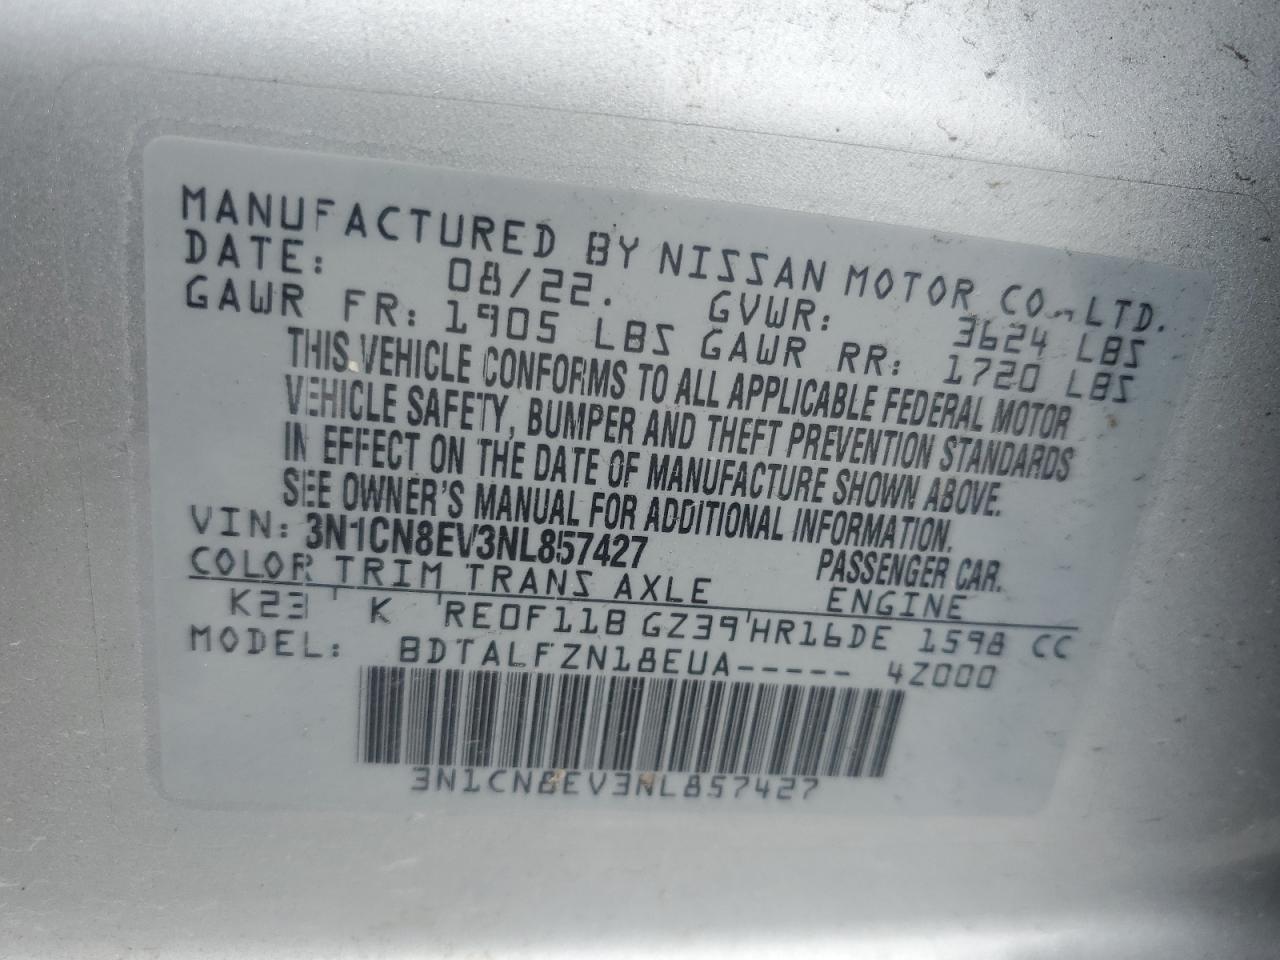 MANUFACTURED BY NISSAN MOTOR CO., LTD.
DATE: 08/22. GVWR: 3624 LBS
GAWR FR: 1905 LBS GAWR RR: 1720 LBS
THIS VEHICLE CONFORMS TO ALL APPLICABLE FEDERAL MOTOR
VEHICLE SAFETY, BUMPER AND THEFT PREVENTION STANDARDS
IN EFFECT ON THE DATE OF MANUFACTURE SHOWN ABOVE.
SEE OWNER'S MANUAL FOR ADDITIONAL INFORMATION.
VIN: 3N1CN8EV3NL857427 PASSENGER CAR.
COLOR TRIM TRANS AXLE ENGINE
K23 K RE0F11B GZ39 HR16DE 1598 CC
MODEL: BDTALFZN18EUA----- 4Z000
3N1CN8EV3NL857427